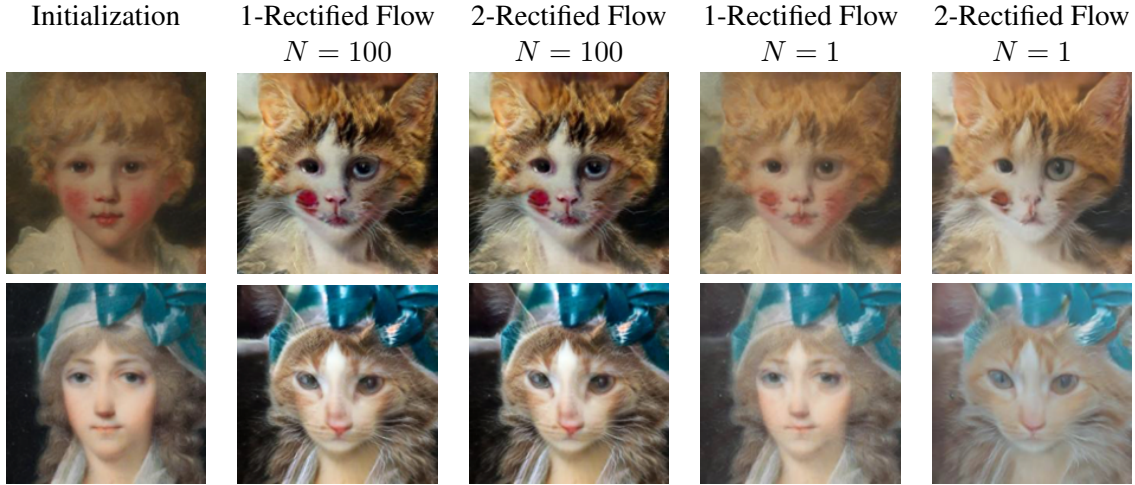 Initialization 1-Rectified Flow 2-Rectified Flow 1-Rectified Flow 2-Rectified Flow
N = 100 N = 100 N = 1 N = 1